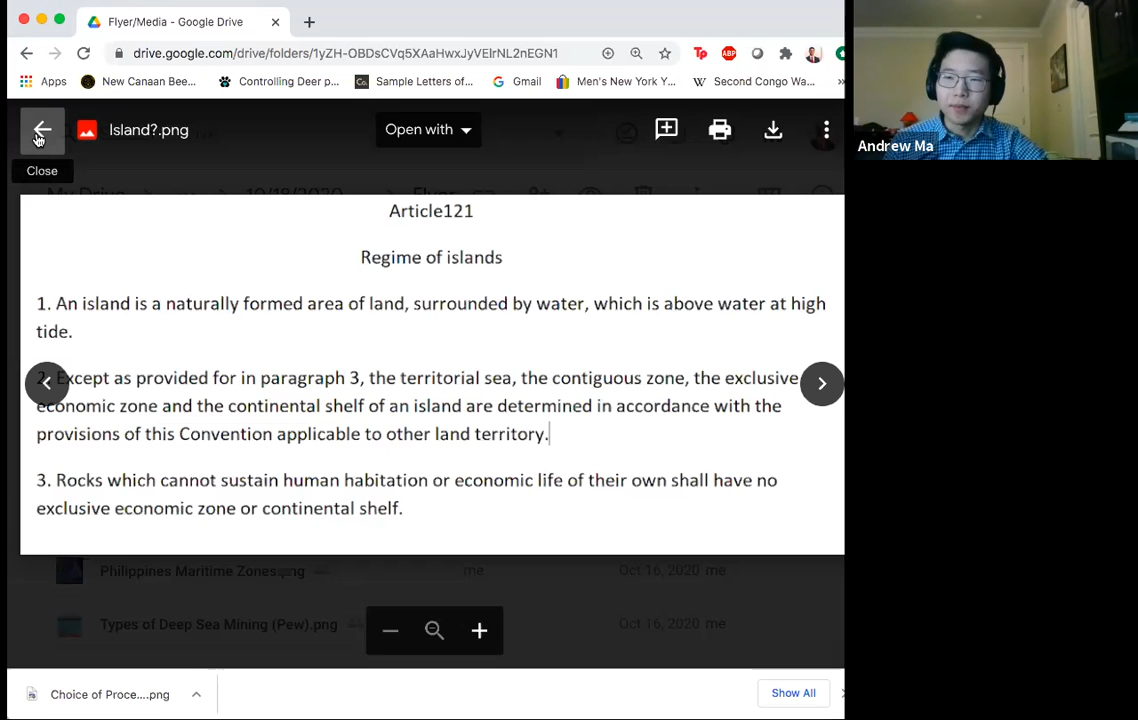 Flyer/Media - Google Drive
drive.google.com/drive/folders/1yZH-OBDsCVq5XAaHwxJyVElrNL2nEGN1
Apps New Canaan Bee... Controlling Deer p... Sample Letters of... Gmail Men's New York Y... Second Congo Wa...
Island?.png
Open with
Andrew Ma
Close
Article121
Regime of islands
1. An island is a naturally formed area of land, surrounded by water, which is above water at high
tide.
2. Except as provided for in paragraph 3, the territorial sea, the contiguous zone, the exclusive
economic zone and the continental shelf of an island are determined in accordance with the
provisions of this Convention applicable to other land territory.
3. Rocks which cannot sustain human habitation or economic life of their own shall have no
exclusive economic zone or continental shelf.
Philippines Maritime Zones.png me Oct 16, 2020 me
Types of Deep Sea Mining (Pew).png me Oct 16, 2020 me
Choice of Proce....png
Show All